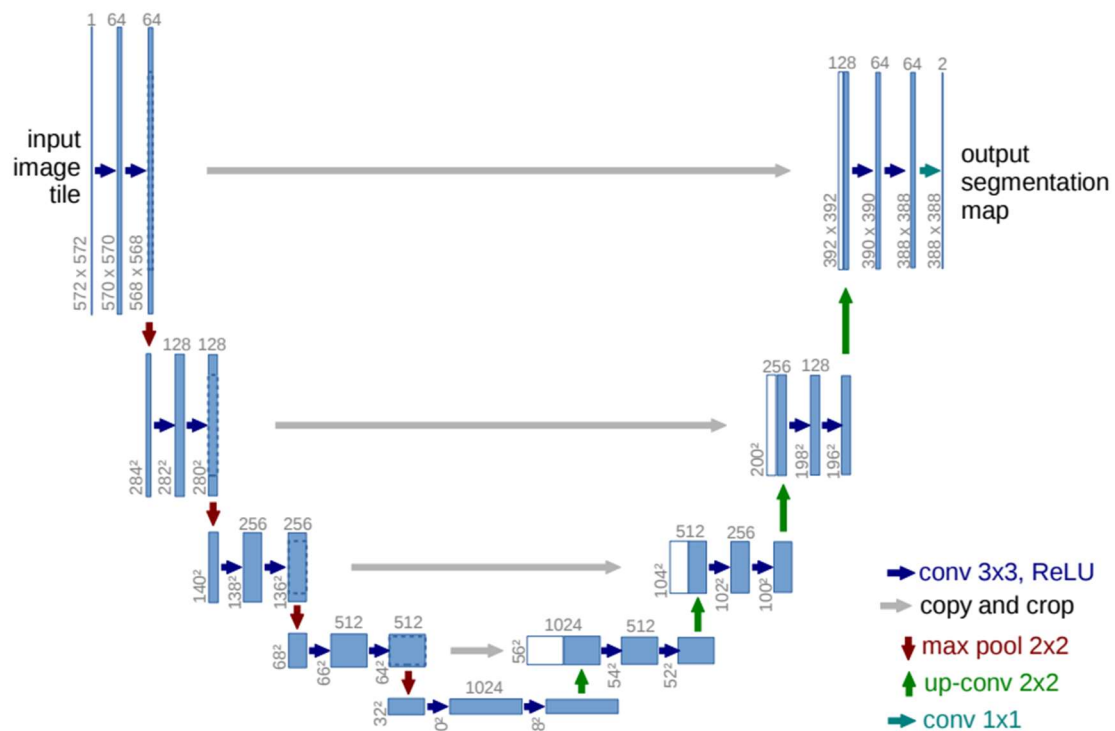 1 64 64
128 64 64 2
input
image
tile
output
segmentation
map
572 x 572
570 x 570
568 x 568
392 x 392
390 x 390
388 x 388
388 x 388
128 128
256 128
284²
282²
280²
200²
198²
196²
256 256
512 256
140²
138²
136²
104²
102²
100²
512 512
1024 512
68²
66²
64²
56²
54²
52²
1024
32²
0²
8²
conv 3x3, ReLU
copy and crop
max pool 2x2
up-conv 2x2
conv 1x1